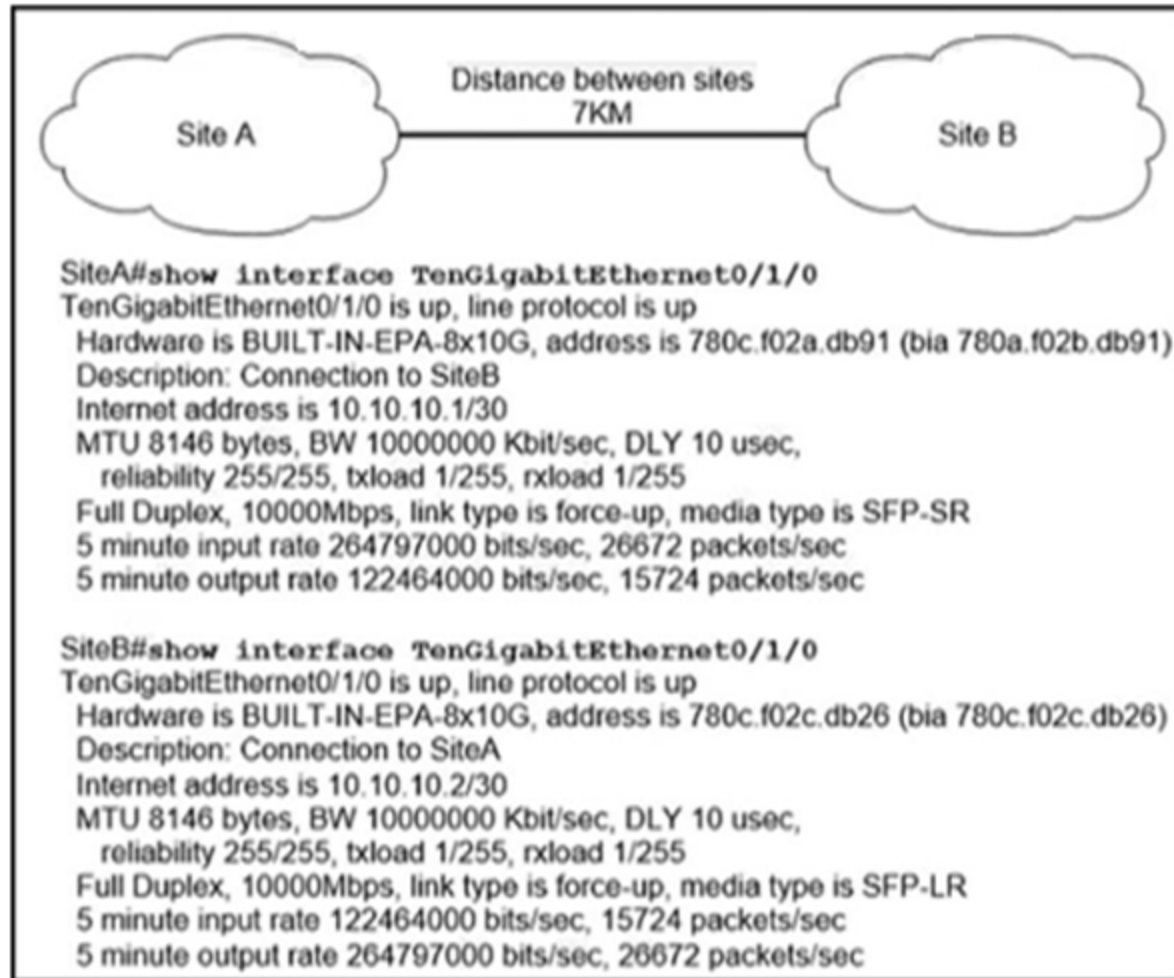 Distance between sites
7KM
Site A
Site B
SiteA#show interface TenGigabitEthernet0/1/0
TenGigabitEthernet0/1/0 is up, line protocol is up
Hardware is BUILT-IN-EPA-8x10G, address is 780c.f02a.db91 (bia 780a.f02b.db91)
Description: Connection to SiteB
Internet address is 10.10.10.1/30
MTU 8146 bytes, BW 10000000 Kbit/sec, DLY 10 usec,
reliability 255/255, txload 1/255, rxload 1/255
Full Duplex, 10000Mbps, link type is force-up, media type is SFP-SR
5 minute input rate 264797000 bits/sec, 26672 packets/sec
5 minute output rate 122464000 bits/sec, 15724 packets/sec
SiteB#show interface TenGigabitEthernet0/1/0
TenGigabitEthernet0/1/0 is up, line protocol is up
Hardware is BUILT-IN-EPA-8x10G, address is 780c.f02c.db26 (bia 780c.f02c.db26)
Description: Connection to SiteA
Internet address is 10.10.10.2/30
MTU 8146 bytes, BW 10000000 Kbit/sec, DLY 10 usec,
reliability 255/255, txload 1/255, rxload 1/255
Full Duplex, 10000Mbps, link type is force-up, media type is SFP-LR
5 minute input rate 122464000 bits/sec, 15724 packets/sec
5 minute output rate 264797000 bits/sec, 26672 packets/sec